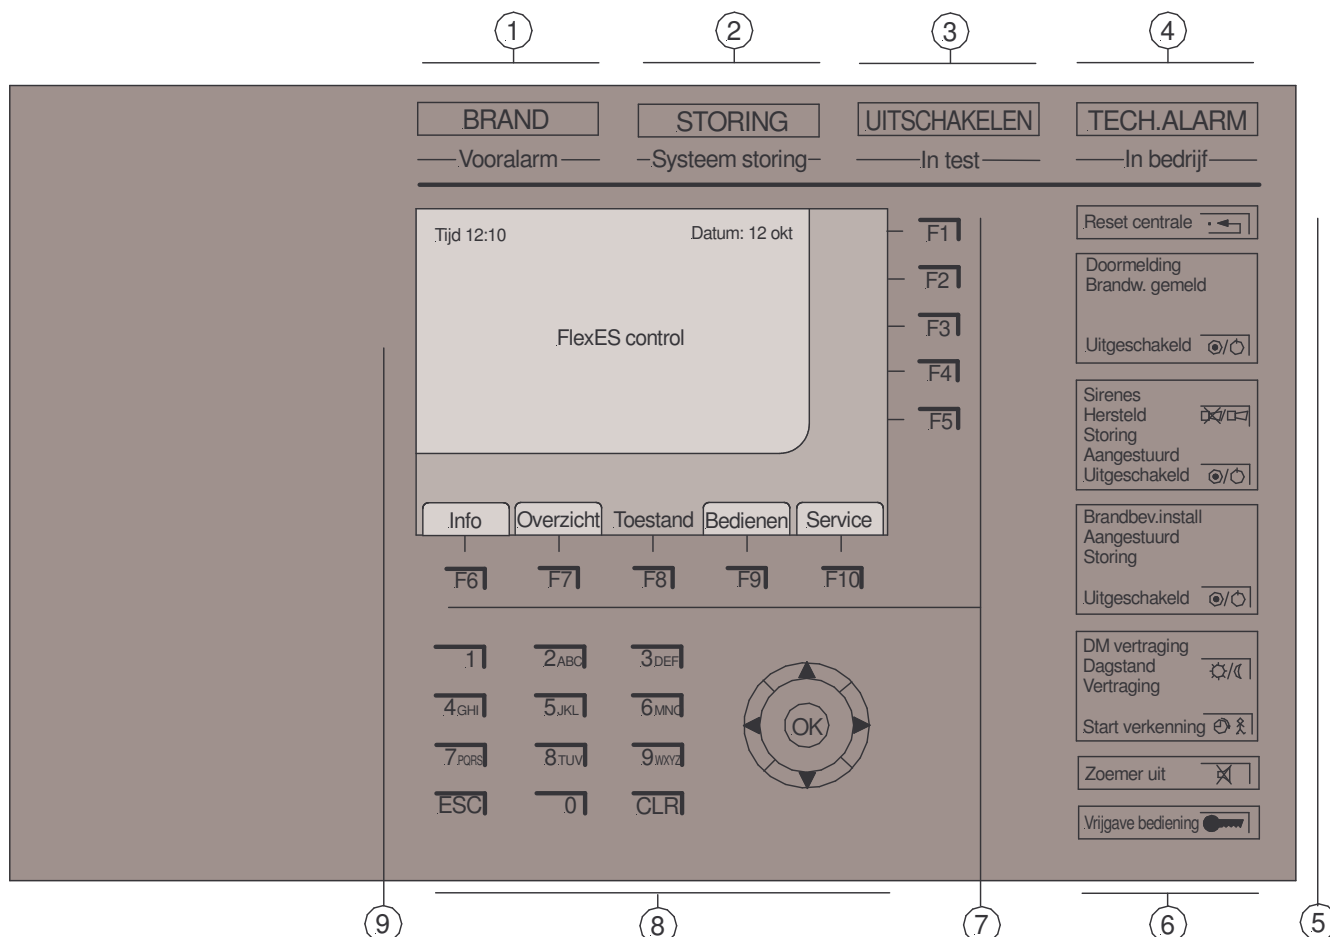 1 2 3 4
BRAND STORING UITSCHAKELEN TECH.ALARM
Vooralarm Systeem storing In test In bedrijf
Tijd 12:10 Datum: 12 okt
FlexES control
Info Overzicht Toestand Bedienen Service
F1
F2
F3
F4
F5
F6 F7 F8 F9 F10
1 2ABC 3DEF
4GHI 5JKL 6MNO
7PQRS 8TUV 9WXYZ
ESC 0 CLR
OK
Reset centrale
Doormelding
Brandw. gemeld
Uitgeschakeld
Sirenes
Hersteld
Storing
Aangestuurd
Uitgeschakeld
Brandbev.install
Aangestuurd
Storing
Uitgeschakeld
DM vertraging
Dagstand
Vertraging
Start verkenning
Zoemer uit
Vrijgave bediening
9 8 7 6 5